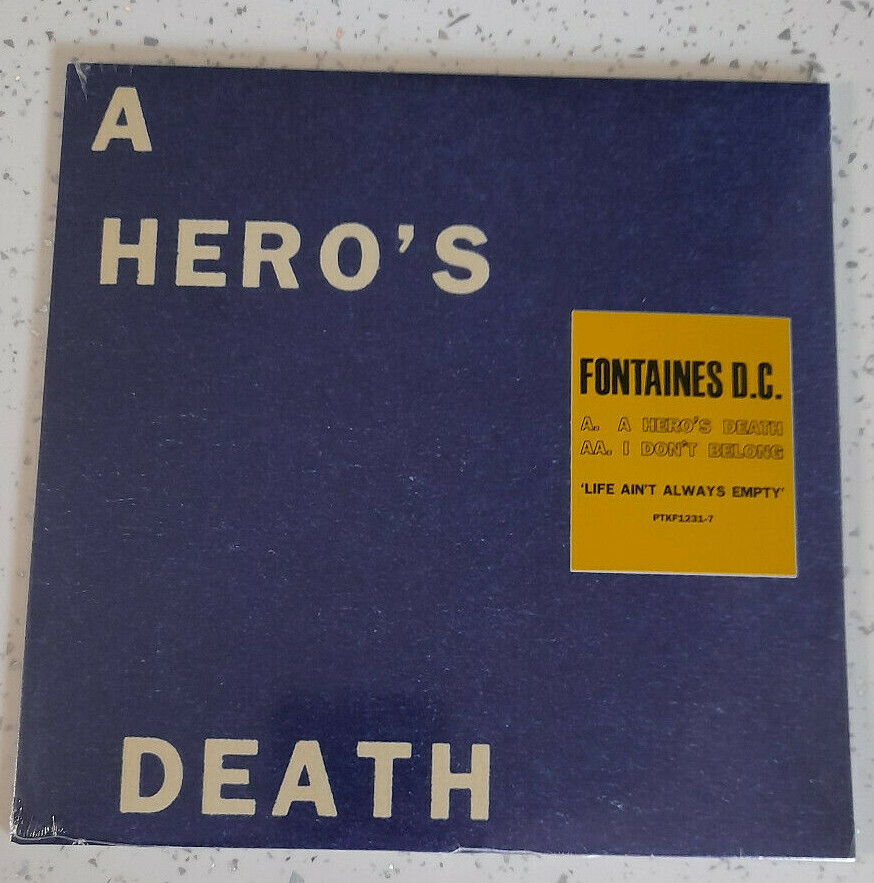 A
HERO'S
DEATH
FONTAINES D.C.
A. A HERO'S DEATH
AA. I DON'T BELONG
'LIFE AIN'T ALWAYS EMPTY'
PTKF1231-7